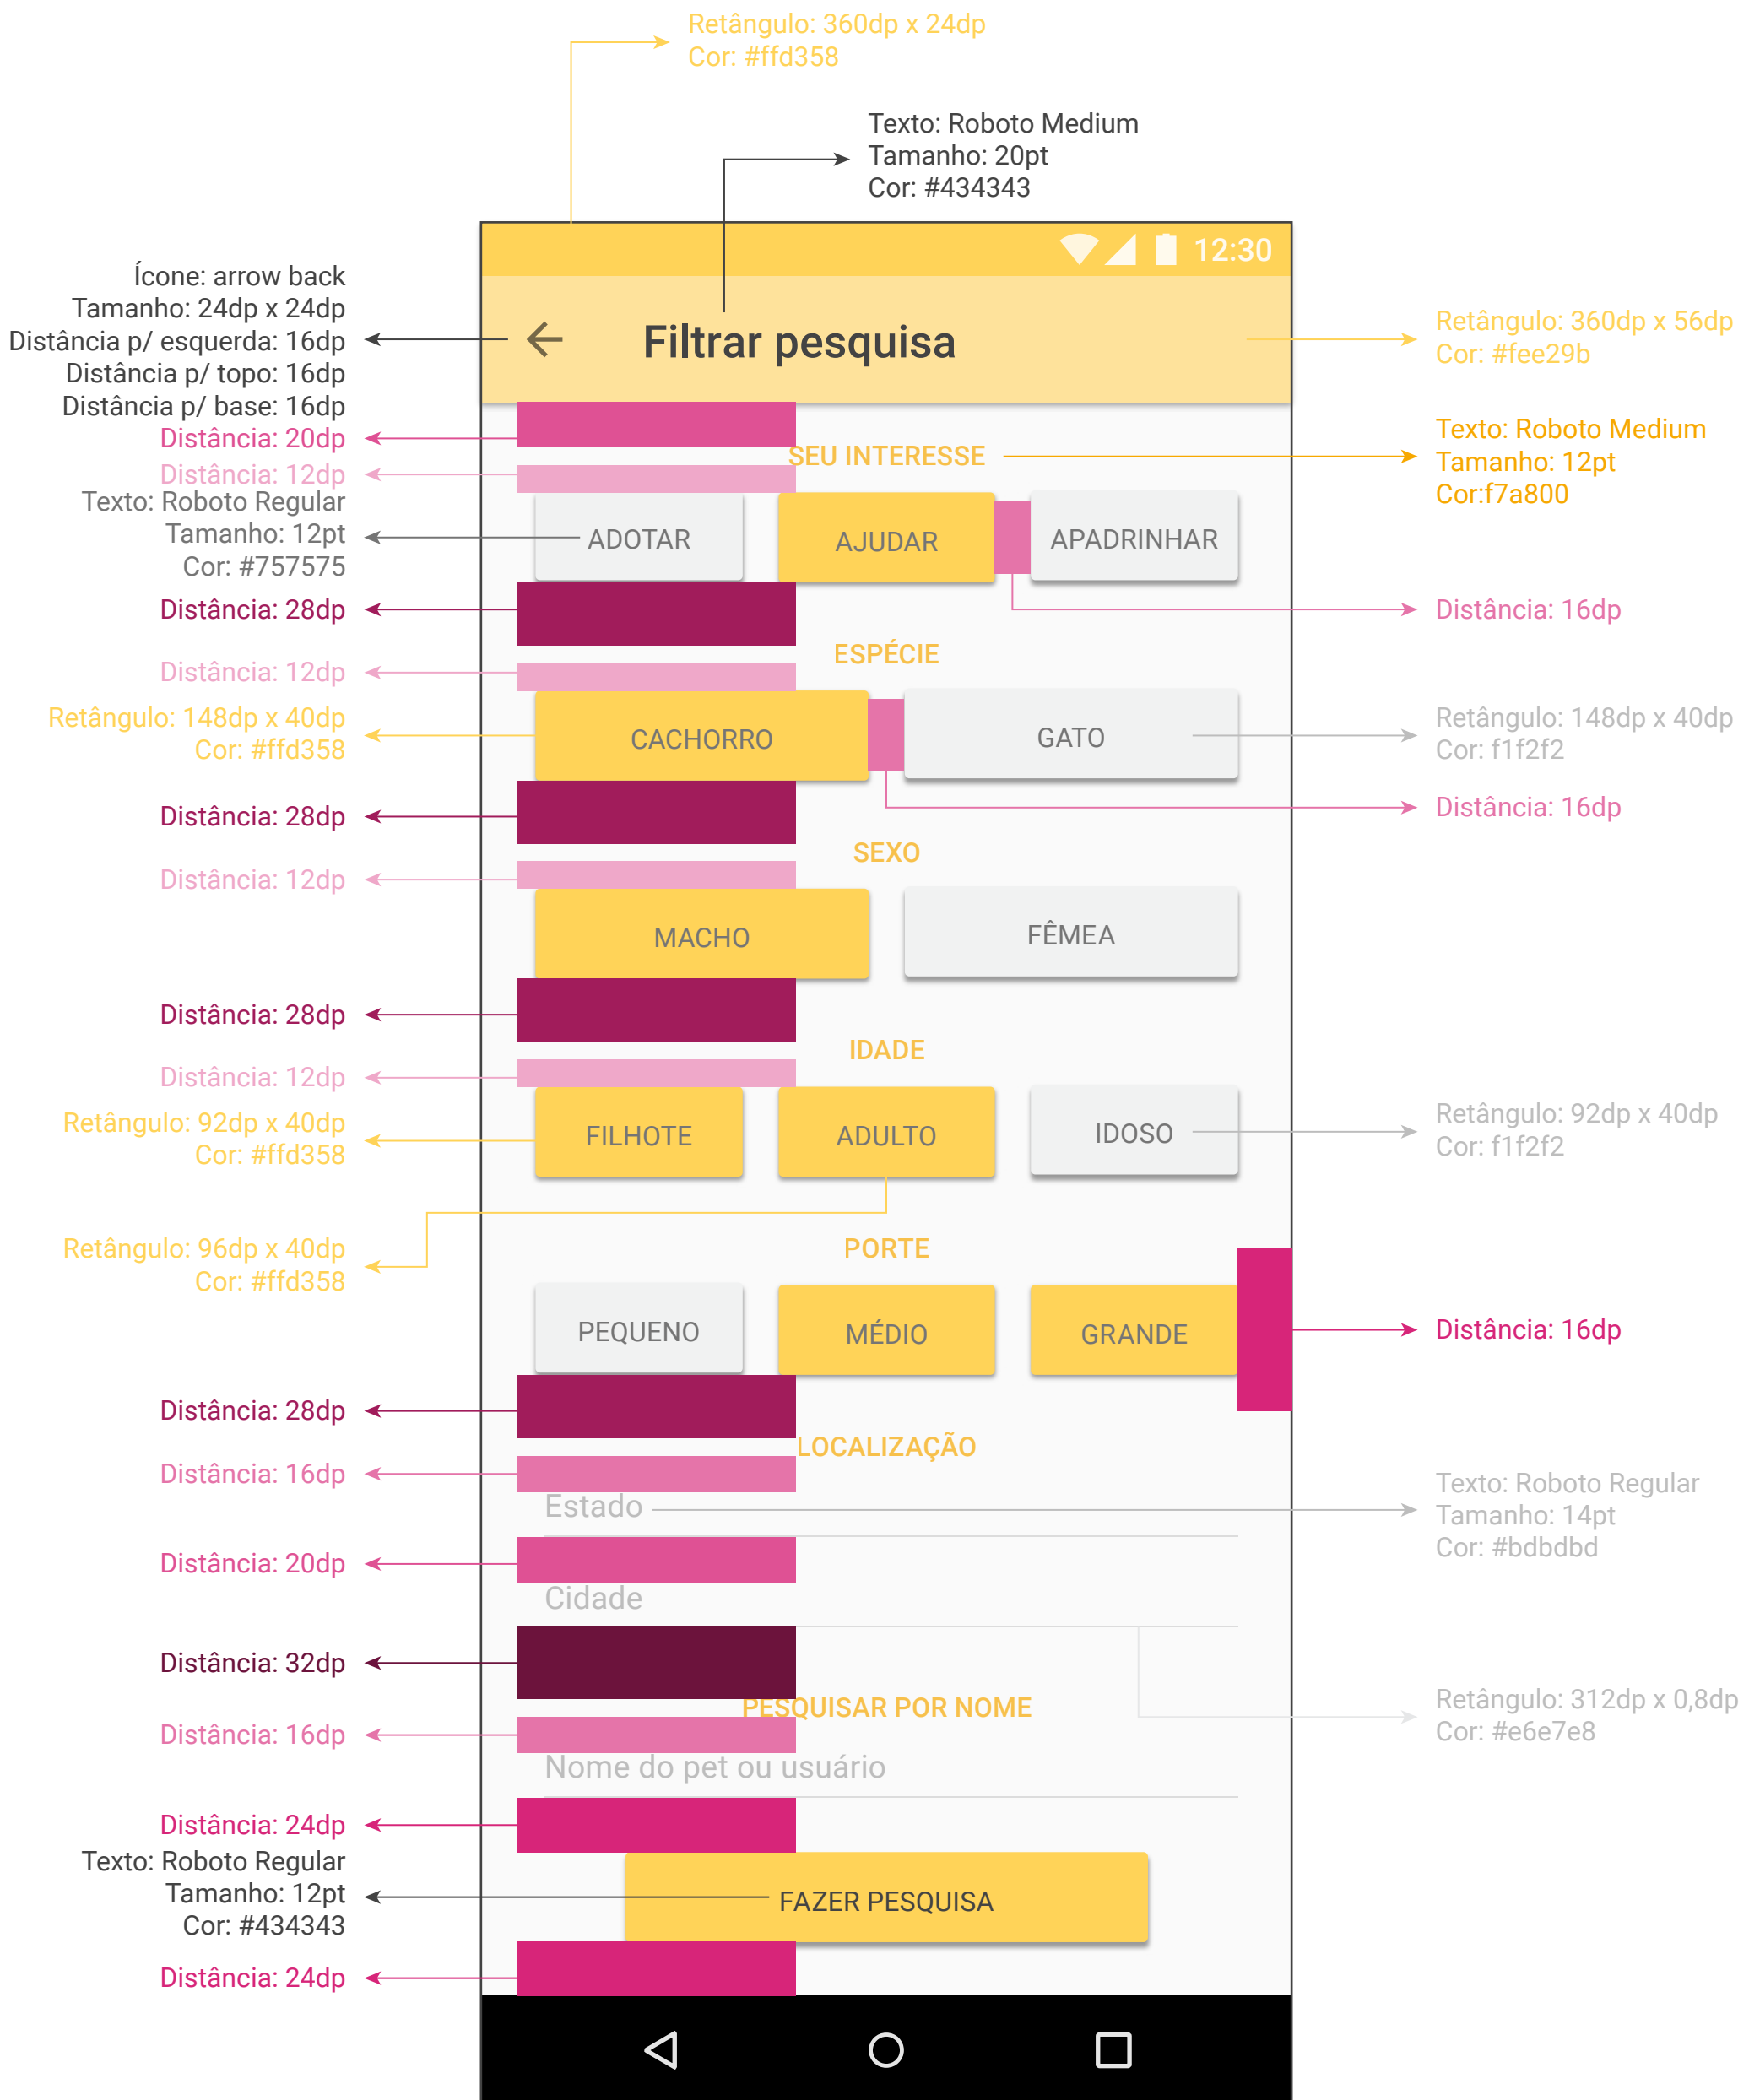 Retângulo: 360dp x 24dp
Cor: #ffd358
Texto: Roboto Medium
Tamanho: 20pt
Cor: #434343
12:30
Ícone: arrow back
Tamanho: 24dp x 24dp
Distância p/ esquerda: 16dp
Distância p/ topo: 16dp
Distância p/ base: 16dp
Filtrar pesquisa
Retângulo: 360dp x 56dp
Cor: #fee29b
Distância: 20dp
SEU INTERESSE
Texto: Roboto Medium
Tamanho: 12pt
Cor:f7a800
Distância: 12dp
Texto: Roboto Regular
Tamanho: 12pt
Cor: #757575
ADOTAR
AJUDAR
APADRINHAR
Distância: 28dp
Distância: 16dp
ESPÉCIE
Distância: 12dp
Retângulo: 148dp x 40dp
Cor: #ffd358
CACHORRO
GATO
Retângulo: 148dp x 40dp
Cor: f1f2f2
Distância: 28dp
Distância: 16dp
SEXO
Distância: 12dp
MACHO
FÊMEA
Distância: 28dp
IDADE
Distância: 12dp
Retângulo: 92dp x 40dp
Cor: #ffd358
FILHOTE
ADULTO
IDOSO
Retângulo: 92dp x 40dp
Cor: f1f2f2
Retângulo: 96dp x 40dp
Cor: #ffd358
PORTE
PEQUENO
MÉDIO
GRANDE
Distância: 16dp
Distância: 28dp
LOCALIZAÇÃO
Distância: 16dp
Estado
Texto: Roboto Regular
Tamanho: 14pt
Cor: #bdbdbd
Distância: 20dp
Cidade
Distância: 32dp
PESQUISAR POR NOME
Retângulo: 312dp x 0,8dp
Cor: #e6e7e8
Distância: 16dp
Nome do pet ou usuário
Distância: 24dp
Texto: Roboto Regular
Tamanho: 12pt
Cor: #434343
FAZER PESQUISA
Distância: 24dp